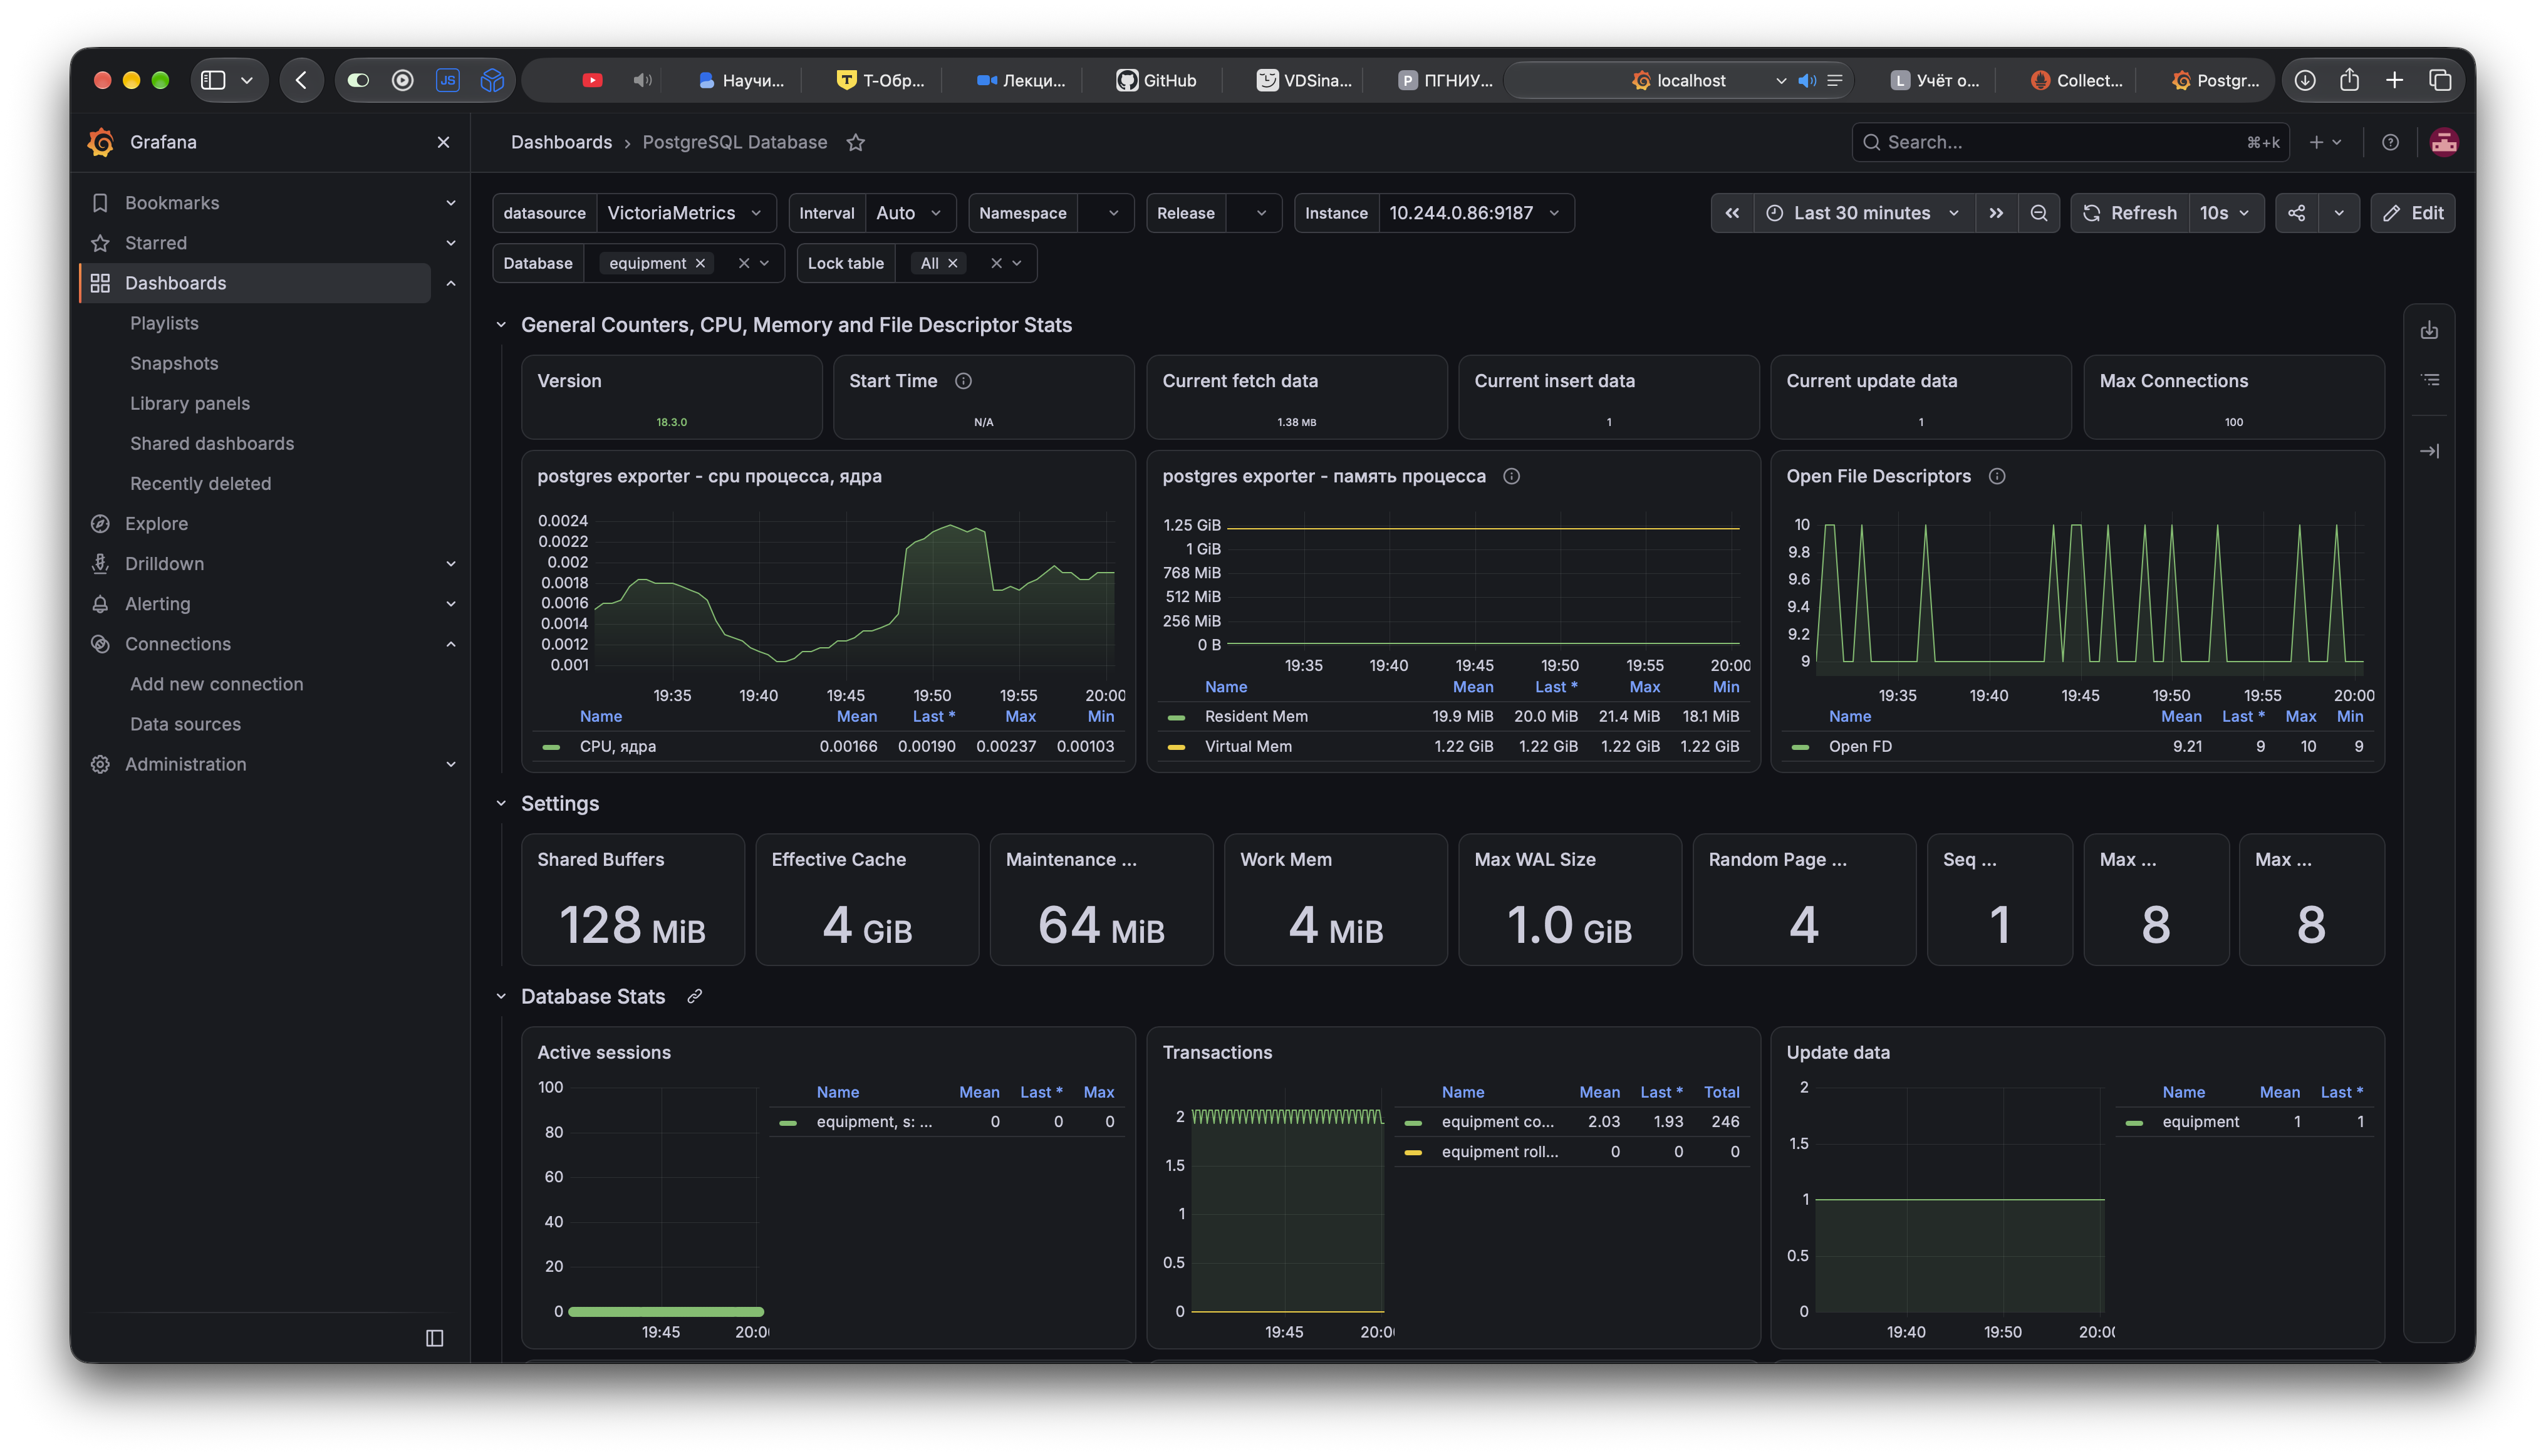 JS
Научи...
Т-Обр...
Лекци...
GitHub
VDSina...
P ПГНИУ...
localhost
L Учёт о...
Collect...
Postgr...
Grafana
Dashboards › PostgreSQL Database
Search...
⌘+k
Bookmarks
Starred
Dashboards
Playlists
Snapshots
Library panels
Shared dashboards
Recently deleted
Explore
Drilldown
Alerting
Connections
Add new connection
Data sources
Administration
datasource VictoriaMetrics
Interval Auto
Namespace
Release
Instance 10.244.0.86:9187
Last 30 minutes
Refresh 10s
Edit
Database equipment
Lock table All
General Counters, CPU, Memory and File Descriptor Stats
Version
18.3.0
Start Time
N/A
Current fetch data
1.38 MB
Current insert data
1
Current update data
1
Max Connections
100
postgres exporter - cpu процесса, ядра
0.0024
0.0022
0.002
0.0018
0.0016
0.0014
0.0012
0.001
19:35 19:40 19:45 19:50 19:55 20:00
Name Mean Last * Max Min
CPU, ядра 0.00166 0.00190 0.00237 0.00103
postgres exporter - память процесса
1.25 GiB
1 GiB
768 MiB
512 MiB
256 MiB
0 B
19:35 19:40 19:45 19:50 19:55 20:00
Name Mean Last * Max Min
Resident Mem 19.9 MiB 20.0 MiB 21.4 MiB 18.1 MiB
Virtual Mem 1.22 GiB 1.22 GiB 1.22 GiB 1.22 GiB
Open File Descriptors
10
9.8
9.6
9.4
9.2
9
19:35 19:40 19:45 19:50 19:55 20:00
Name Mean Last * Max Min
Open FD 9.21 9 10 9
Settings
Shared Buffers
128 MiB
Effective Cache
4 GiB
Maintenance ...
64 MiB
Work Mem
4 MiB
Max WAL Size
1.0 GiB
Random Page ...
4
Seq ...
1
Max ...
8
Max ...
8
Database Stats
Active sessions
100
80
60
40
20
0
19:45 20:00
Name Mean Last * Max
equipment, s: ... 0 0 0
Transactions
2
1.5
1
0.5
0
19:45 20:00
Name Mean Last * Total
equipment co... 2.03 1.93 246
equipment roll... 0 0 0
Update data
2
1.5
1
0.5
0
19:40 19:50 20:00
Name Mean Last *
equipment 1 1